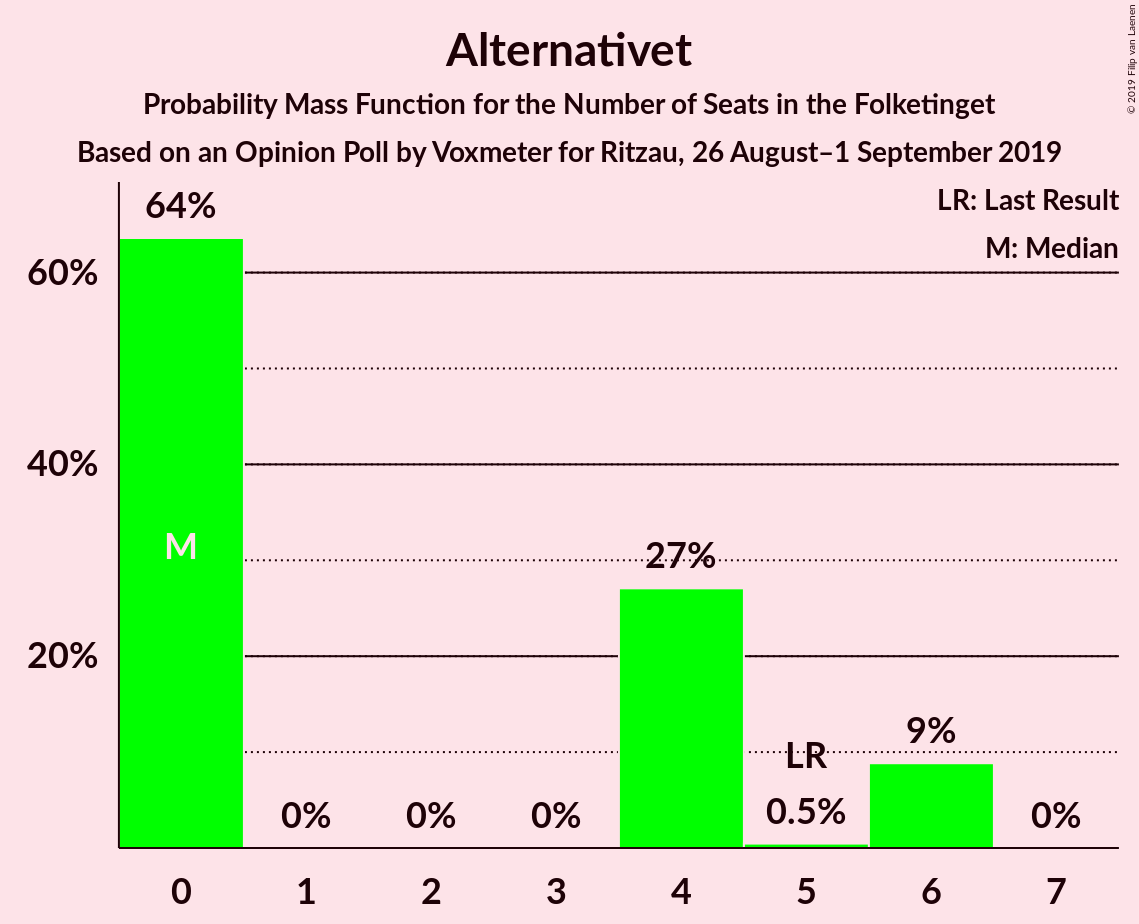 Alternativet
Probability Mass Function for the Number of Seats in the Folketinget
Based on an Opinion Poll by Voxmeter for Ritzau, 26 August–1 September 2019
© 2019 Filip van Laenen
LR: Last Result
M: Median
64%
60%
40%
20%
M
0%
0%
0%
27%
LR
0.5%
9%
0%
0 1 2 3 4 5 6 7